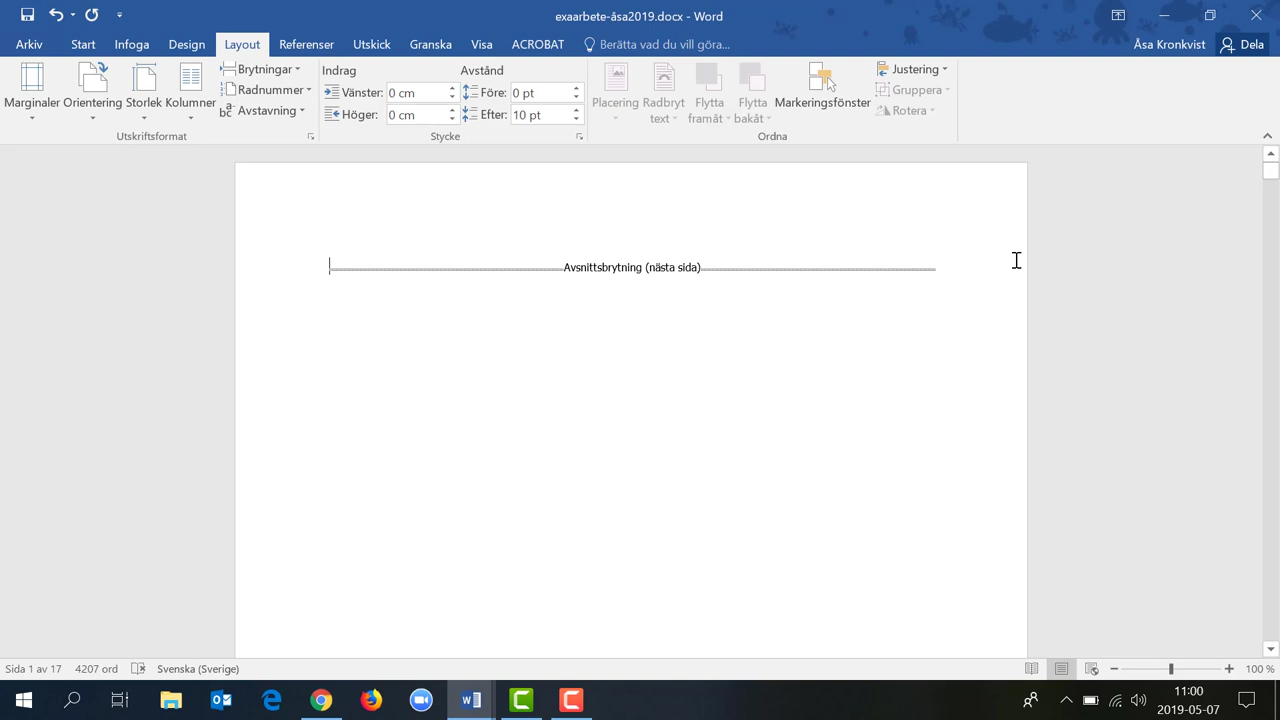 exaarbete-åsa2019.docx - Word
Arkiv Start Infoga Design Layout Referenser Utskick Granska Visa ACROBAT Berätta vad du vill göra... Åsa Kronkvist Dela
Marginaler Orientering Storlek Kolumner
Brytningar
Radnummer
Avstavning
Utskriftsformat
Indrag Avstånd
Vänster: 0 cm Före: 0 pt
Höger: 0 cm Efter: 10 pt
Stycke
Placering Radbryt text Flytta framåt Flytta bakåt Markeringsfönster
Justering
Gruppera
Rotera
Ordna
Avsnittsbrytning (nästa sida)
Sida 1 av 17 4207 ord Svenska (Sverige) 100 %
11:00
2019-05-07